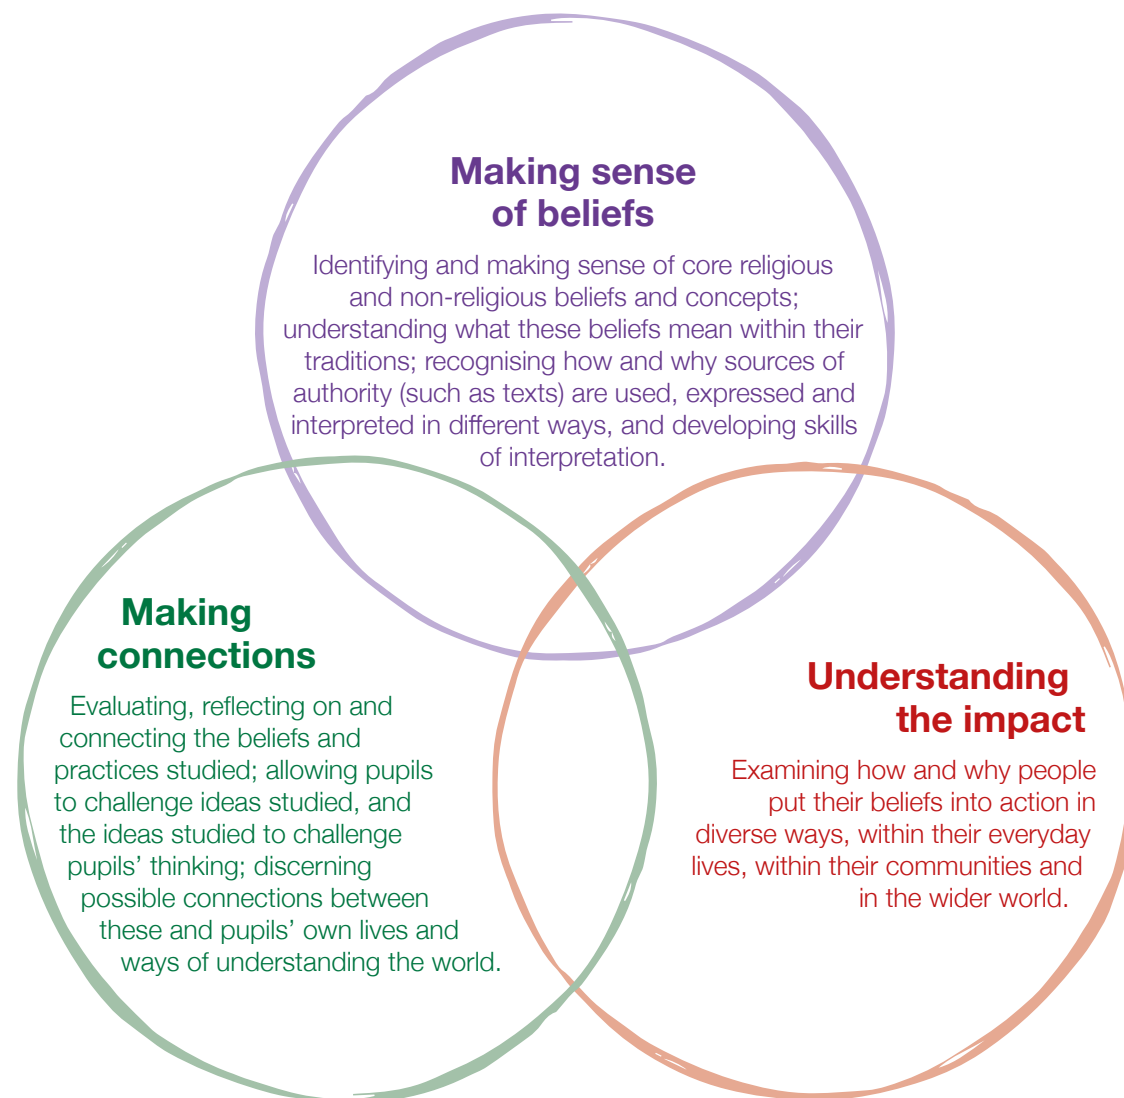 Making sense
of beliefs
Identifying and making sense of core religious
and non-religious beliefs and concepts;
understanding what these beliefs mean within their
traditions; recognising how and why sources of
authority (such as texts) are used, expressed and
interpreted in different ways, and developing skills
of interpretation.
Making
connections
Evaluating, reflecting on and
connecting the beliefs and
practices studied; allowing pupils
to challenge ideas studied, and
the ideas studied to challenge
pupils’ thinking; discerning
possible connections between
these and pupils’ own lives and
ways of understanding the world.
Understanding
the impact
Examining how and why people
put their beliefs into action in
diverse ways, within their everyday
lives, within their communities and
in the wider world.